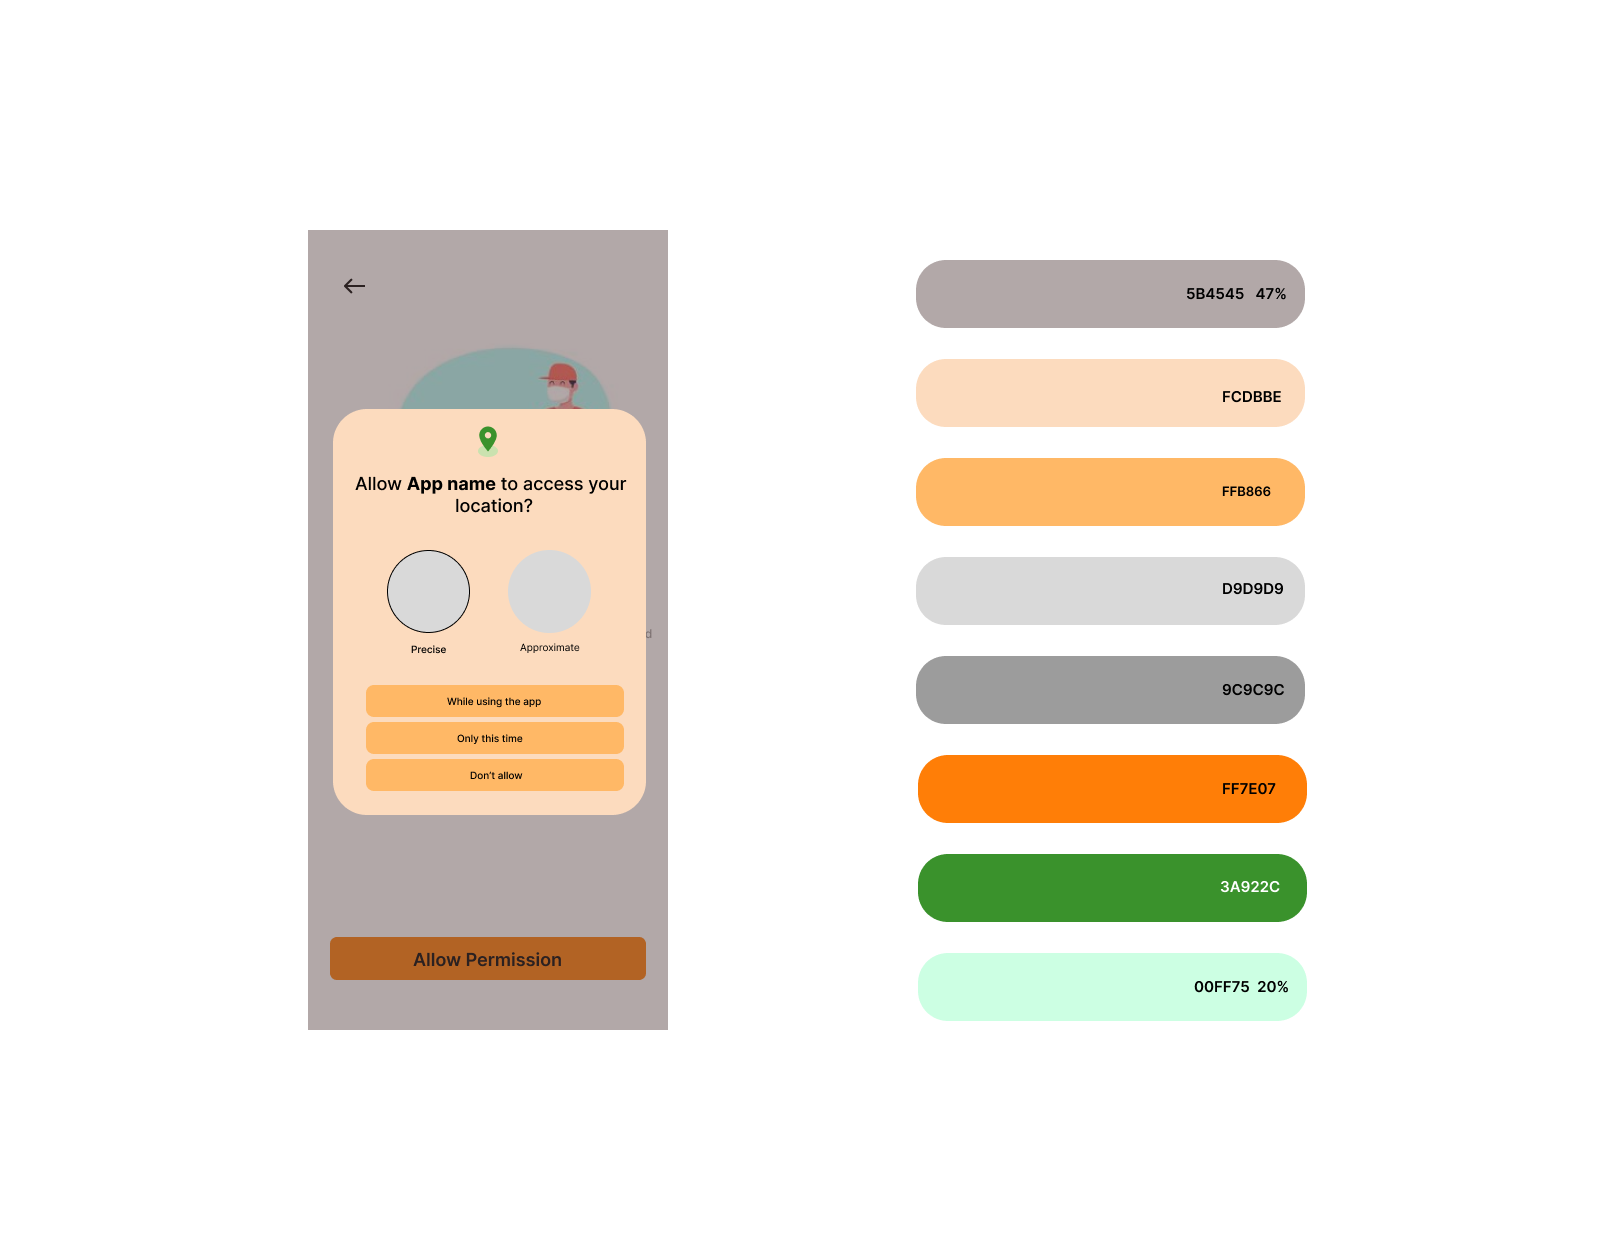 Allow App name to access your
location?
d
Precise
Approximate
While using the app
Only this time
Don't allow
Allow Permission
5B4545 47%
FCDBBE
FFB866
D9D9D9
9C9C9C
FF7E07
3A922C
00FF75 20%